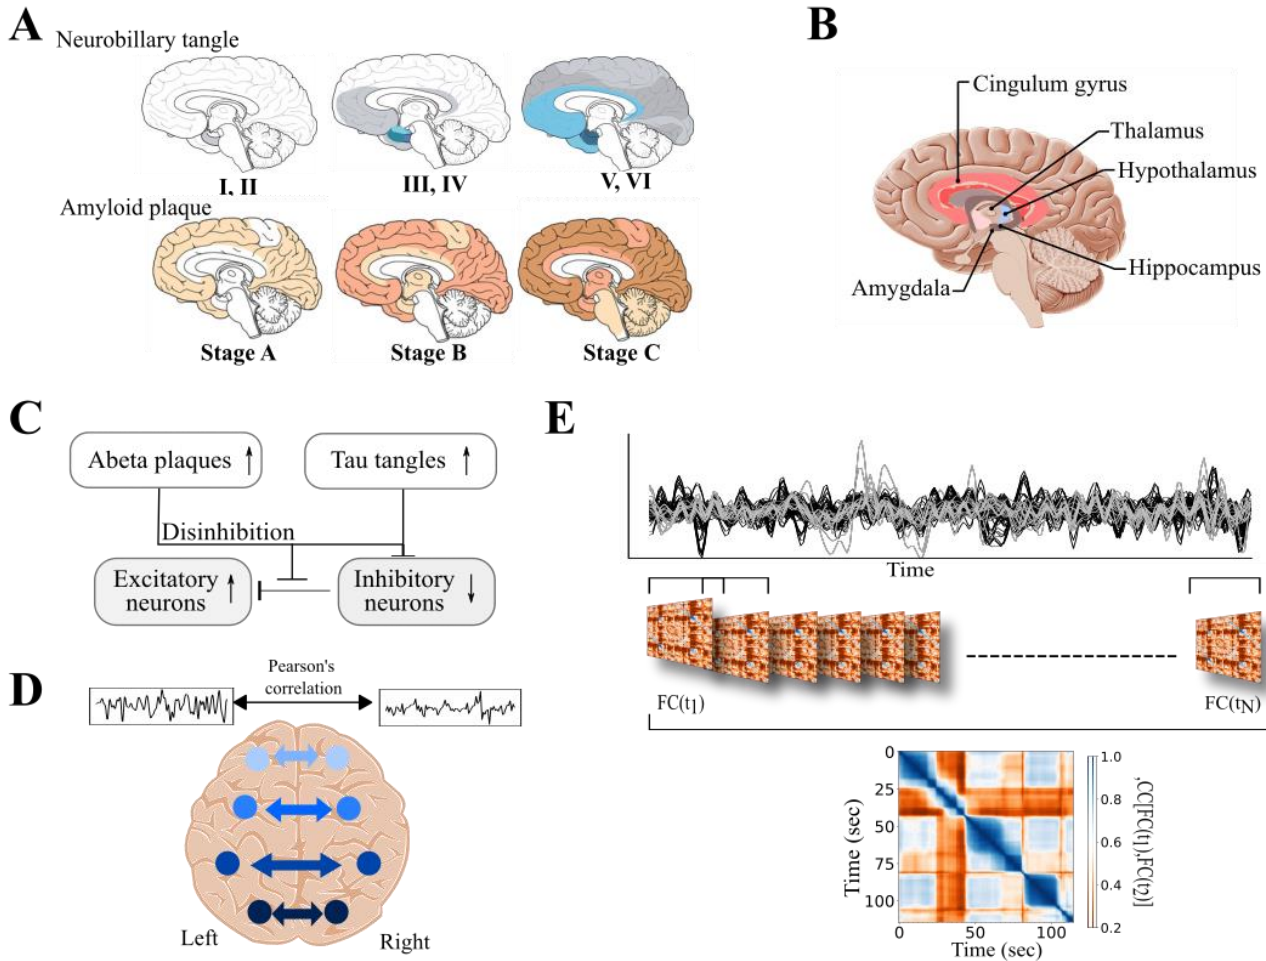 A
Neurobillary tangle
I, II
III, IV
V, VI
Amyloid plaque
Stage A
Stage B
Stage C
B
Cingulum gyrus
Thalamus
Hypothalamus
Hippocampus
Amygdala
C
Abeta plaques
Tau tangles
Disinhibition
Excitatory
neurons
Inhibitory
neurons
D
Pearson's
correlation
Left
Right
E
Time
FC(t1)
FC(tN)
0
25
50
75
100
Time (sec)
0
50
100
Time (sec)
1.0
0.8
0.6
0.4
0.2
,CC[FC(t1),FC(t2)]